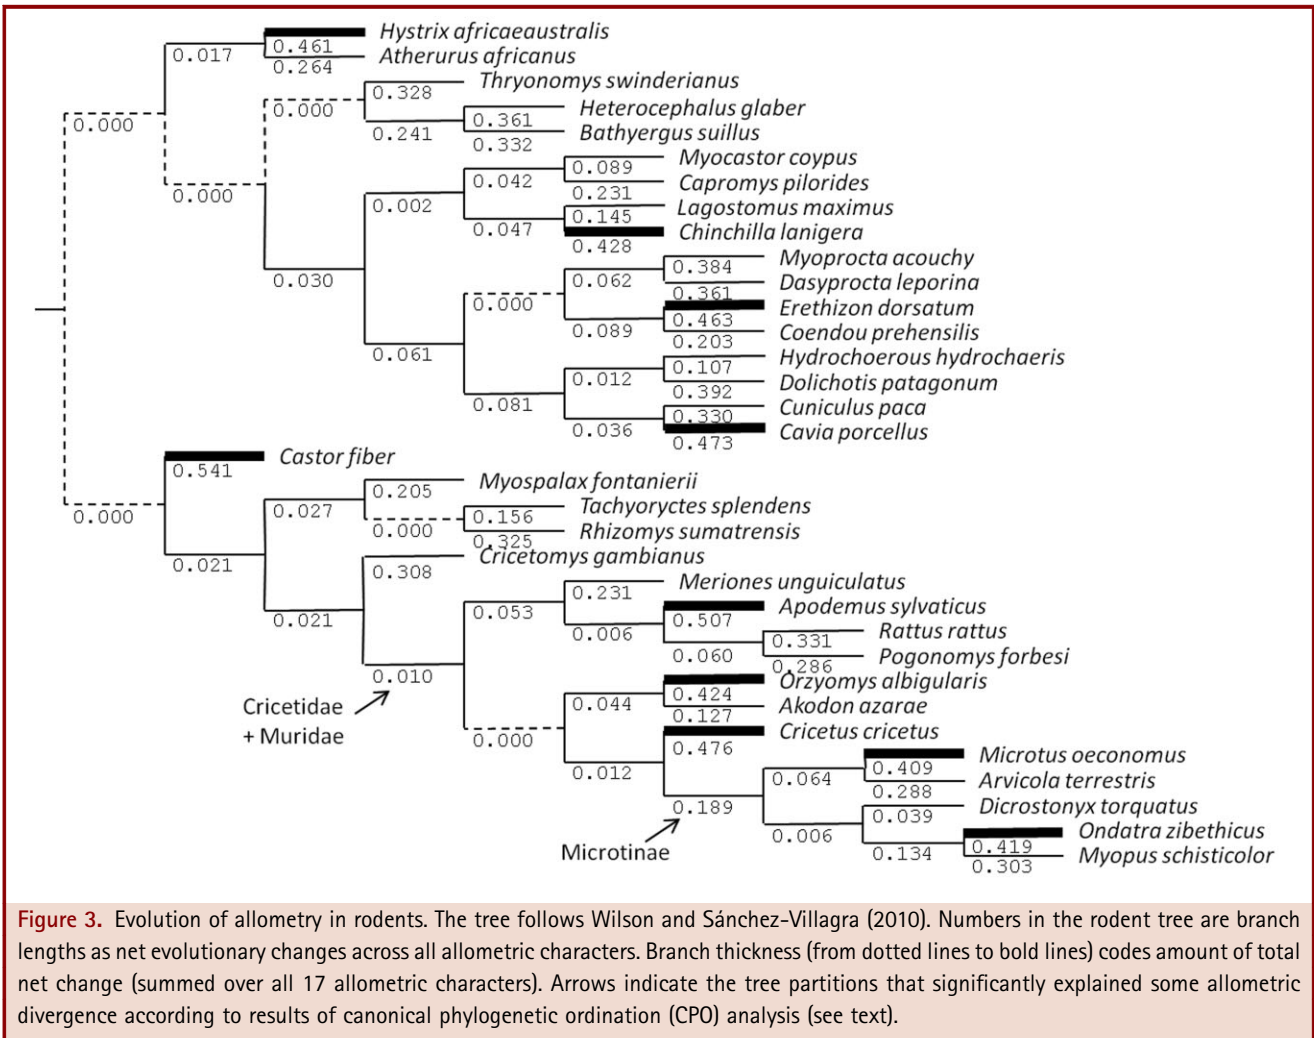 Hystrix africaeaustralis
0.461
0.017
Atherurus africanus
0.264
Thryonomys swinderianus
0.328
0.000
Heterocephalus glaber
0.000
0.361
0.241
Bathyergus suillus
0.332
Myocastor coypus
0.089
0.042
Capromys pilorides
0.000
0.231
0.002
Lagostomus maximus
0.145
0.047
Chinchilla lanigera
0.428
Myoprocta acouchy
0.384
0.030
0.062
Dasyprocta leporina
0.361
0.000
Erethizon dorsatum
0.463
0.089
Coendou prehensilis
0.203
0.061
Hydrochoerous hydrochaeris
0.107
0.012
Dolichotis patagonum
0.392
0.081
Cuniculus paca
0.330
0.036
Cavia porcellus
0.473
Castor fiber
0.541
Myospalax fontanierii
0.205
0.027
Tachyoryctes splendens
0.000
0.156
0.000
Rhizomys sumatrensis
0.325
Cricetomys gambianus
0.021
0.308
Meriones unguiculatus
0.231
0.053
Apodemus sylvaticus
0.021
0.507
0.006
Rattus rattus
0.331
0.060
Pogonomys forbesi
0.286
0.010
Orzyomys albigularis
0.424
0.044
Akodon azarae
0.127
Cricetidae
+ Muridae
Cricetus cricetus
0.000
0.476
Microtus oeconomus
0.409
0.012
0.064
Arvicola terrestris
0.288
0.189
Dicrostonyx torquatus
0.039
0.006
Ondatra zibethicus
0.419
Microtinae
0.134
Myopus schisticolor
0.303
Figure 3. Evolution of allometry in rodents. The tree follows Wilson and Sánchez-Villagra (2010). Numbers in the rodent tree are branch
lengths as net evolutionary changes across all allometric characters. Branch thickness (from dotted lines to bold lines) codes amount of total
net change (summed over all 17 allometric characters). Arrows indicate the tree partitions that significantly explained some allometric
divergence according to results of canonical phylogenetic ordination (CPO) analysis (see text).